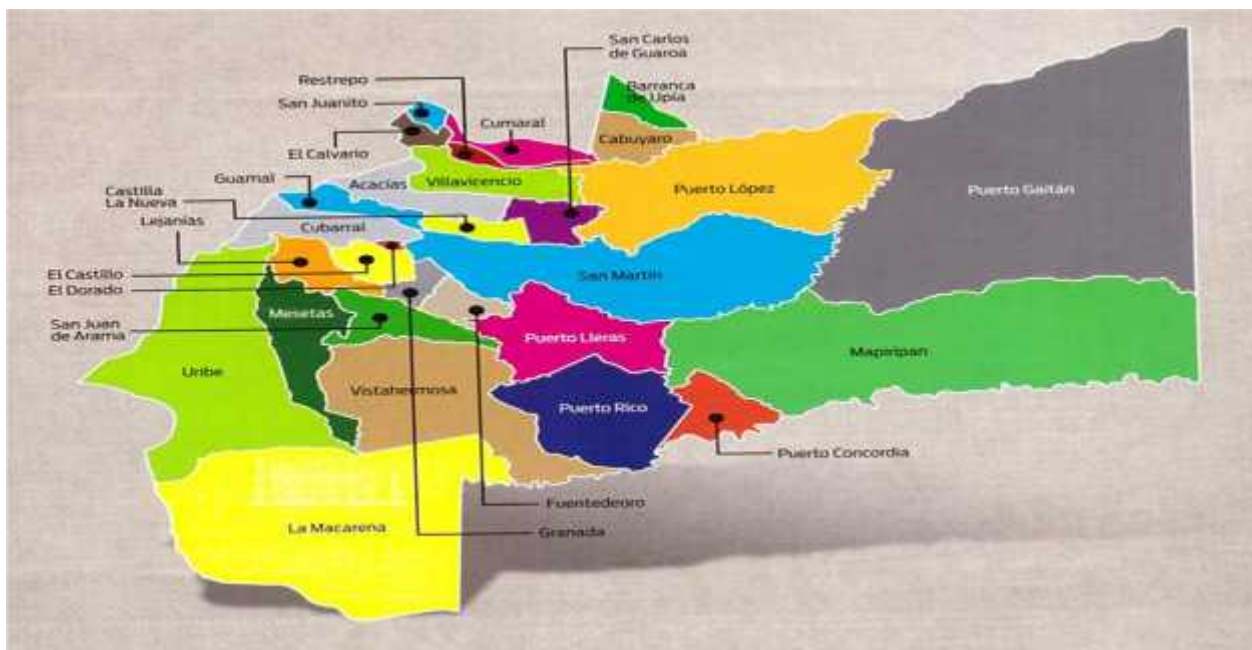 San Carlos
de Guaroa
Restrepo
Barranca
de Upía
San Juanito
Cumaral
Cabuyaro
El Calvario
Guamal
Acacías
Villavicencio
Puerto López
Puerto Gaitán
Castilla
La Nueva
Lejanías
Cubarral
El Castillo
San Martín
El Dorado
Mesetas
San Juan
de Arama
Puerto Lleras
Mapiripan
Uribe
Vistahermosa
Puerto Rico
Puerto Concordia
Fuentedeoro
La Macarena
Granada